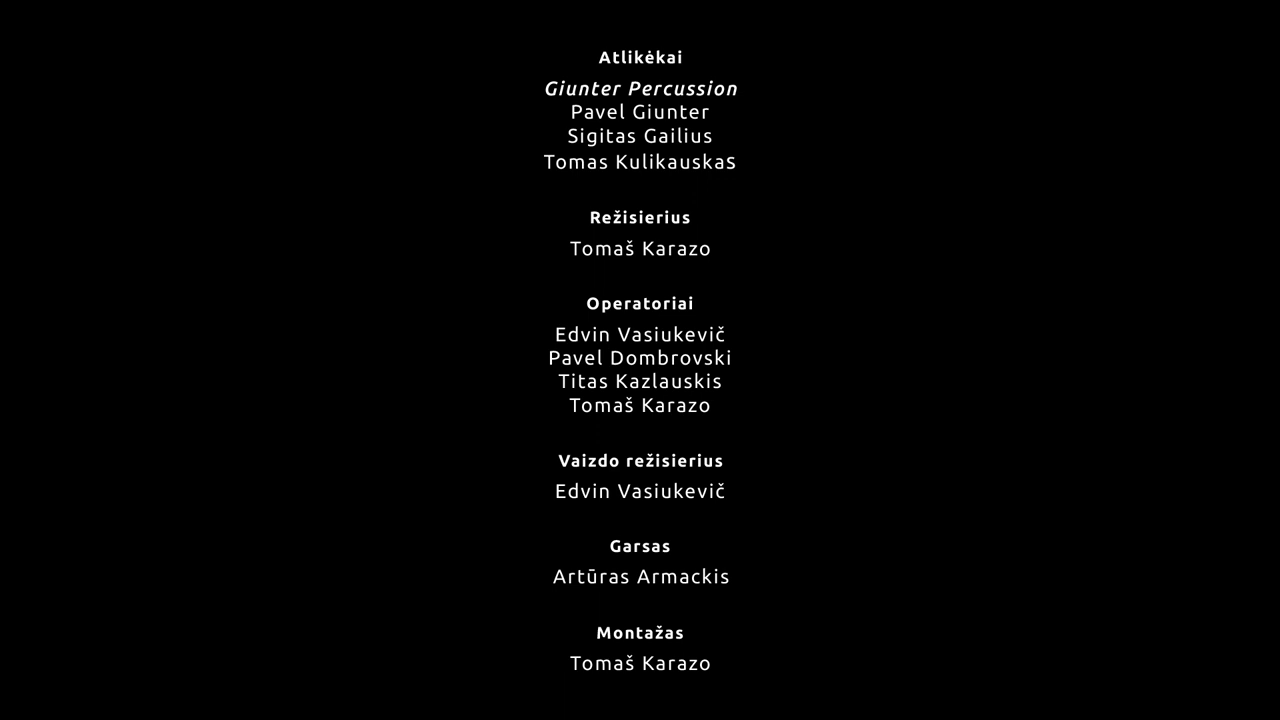 Atlikėkai
Giunter Percussion
Pavel Giunter
Sigitas Gailius
Tomas Kulikauskas
Režisierius
Tomaš Karazo
Operatoriai
Edvin Vasiukevič
Pavel Dombrovski
Titas Kazlauskis
Tomaš Karazo
Vaizdo režisierius
Edvin Vasiukevič
Garsas
Artūras Armackis
Montažas
Tomaš Karazo